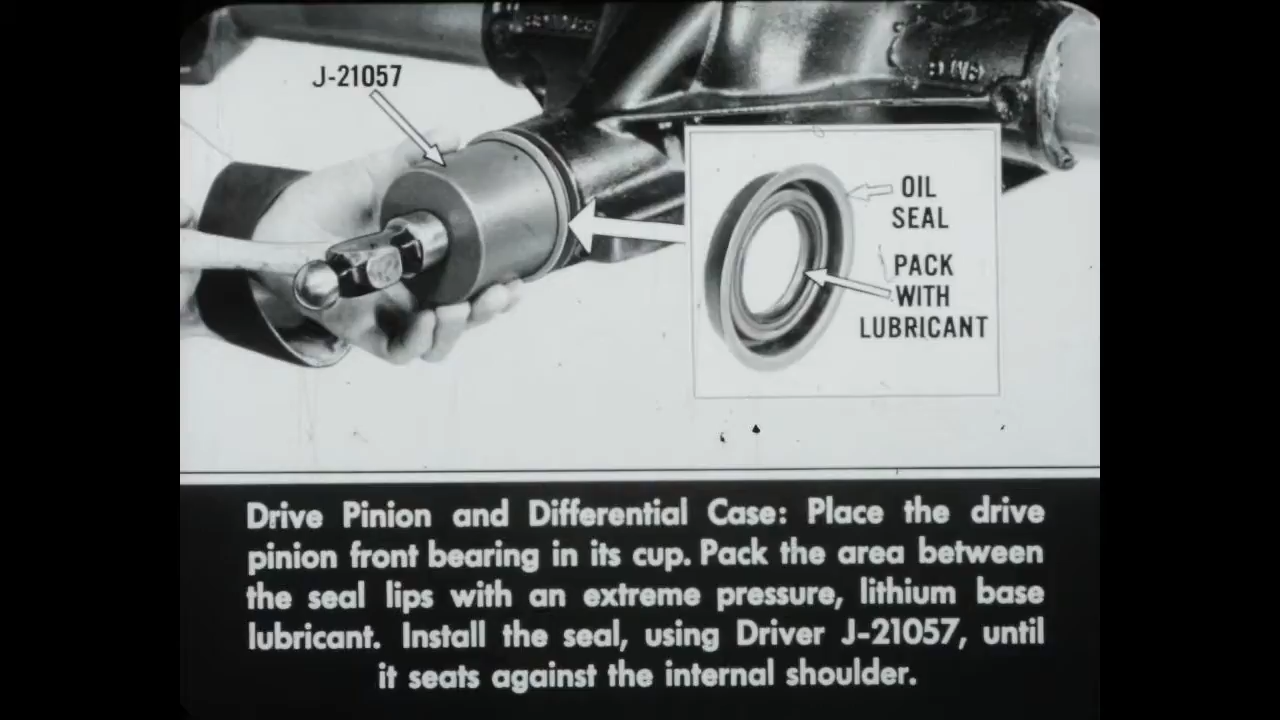 J-21057
OIL
SEAL
PACK
WITH
LUBRICANT
Drive Pinion and Differential Case: Place the drive
pinion front bearing in its cup. Pack the area between
the seal lips with an extreme pressure, lithium base
lubricant. Install the seal, using Driver J-21057, until
it seats against the internal shoulder.